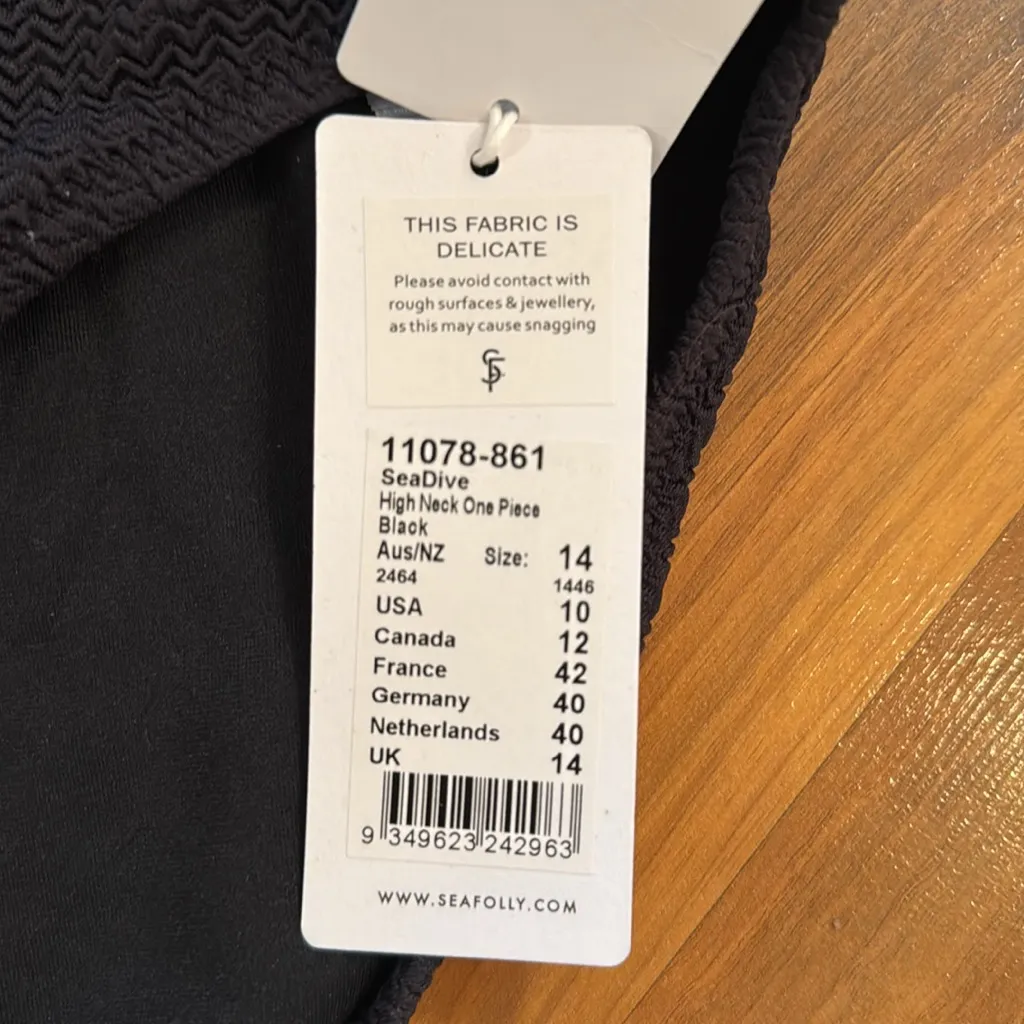 THIS FABRIC IS
DELICATE
Please avoid contact with
rough surfaces & jewellery,
as this may cause snagging
SF
11078-861
SeaDive
High Neck One Piece
Black
Aus/NZ Size: 14
2464 1446
USA 10
Canada 12
France 42
Germany 40
Netherlands 40
UK 14
9 349623 242963
WWW.SEAFOLLY.COM